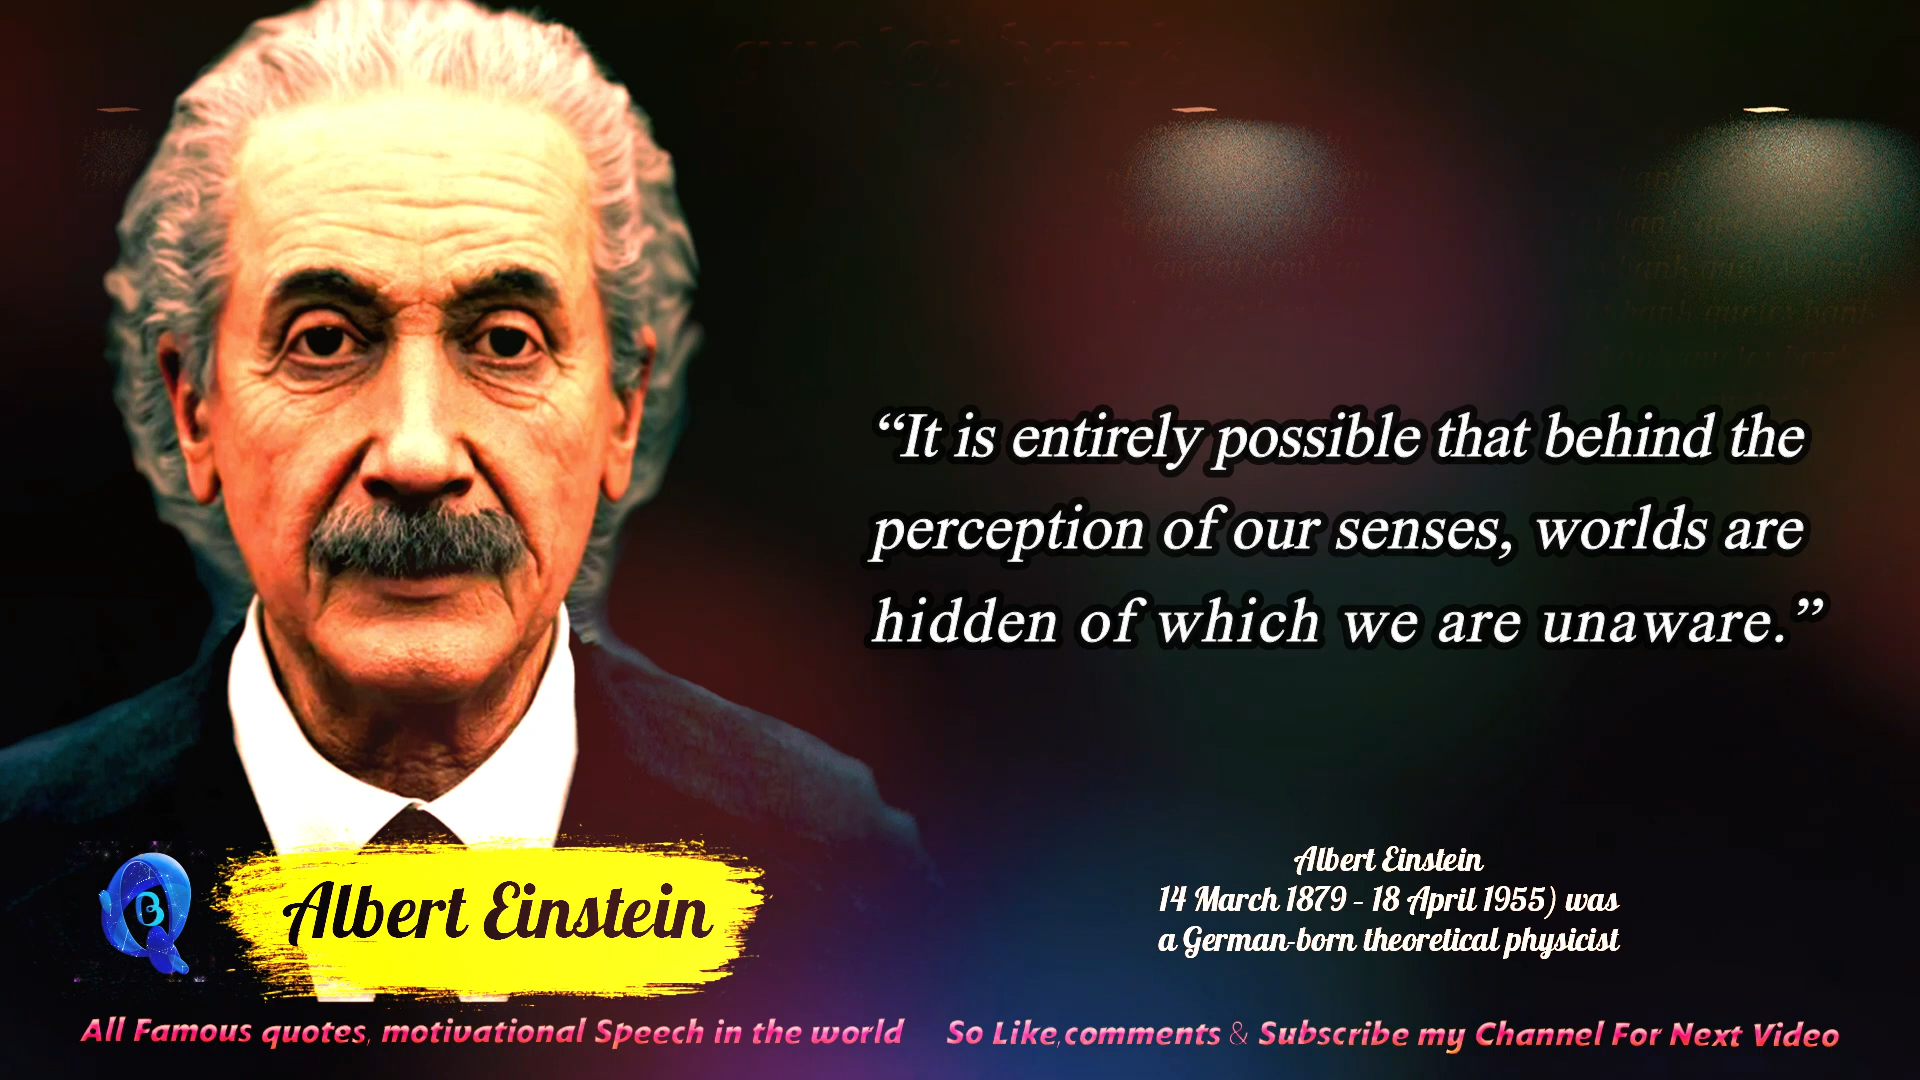 “It is entirely possible that behind the
perception of our senses, worlds are
hidden of which we are unaware.”
Albert Einstein
Albert Einstein
14 March 1879 – 18 April 1955) was
a German-born theoretical physicist
B
All Famous quotes, motivational Speech in the world
So Like,comments & Subscribe my Channel For Next Video